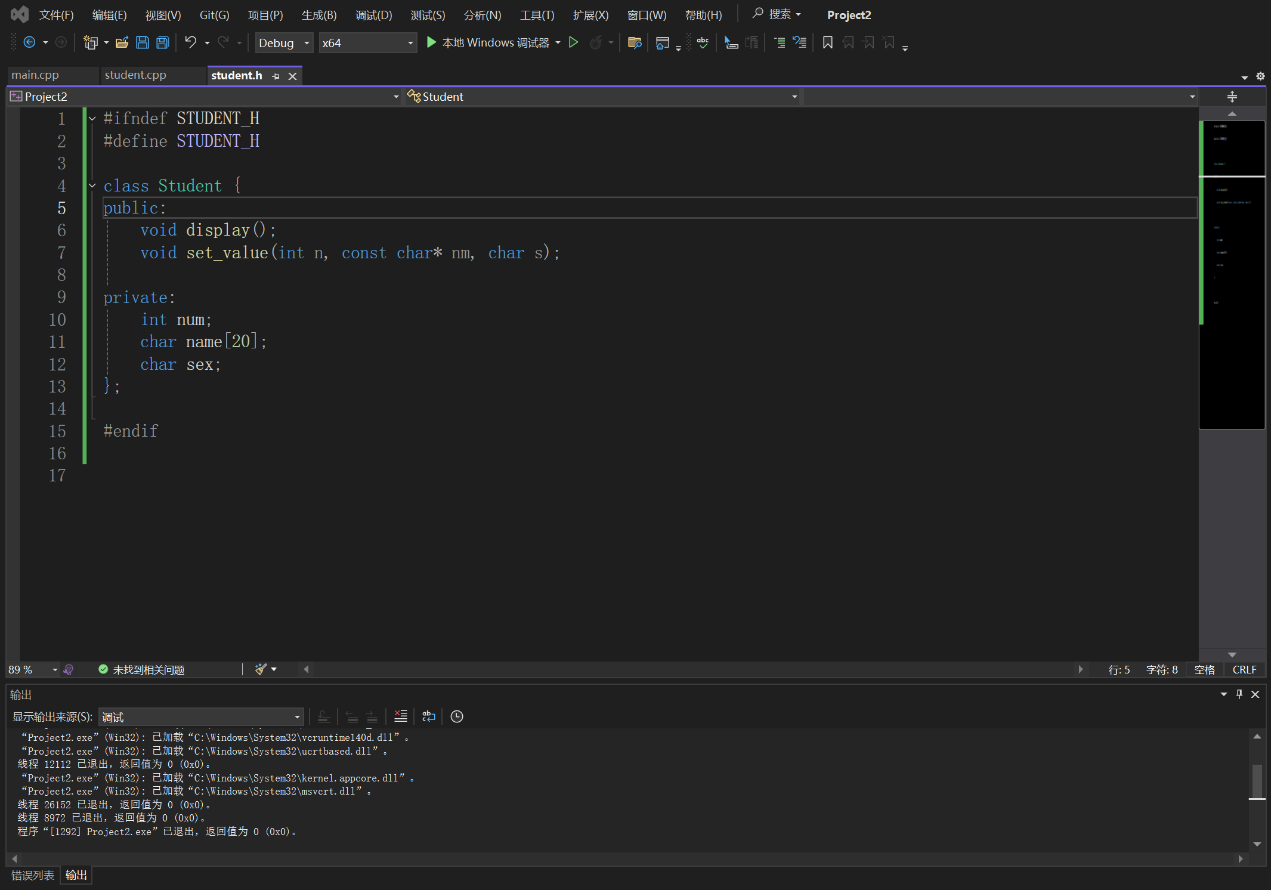 文件(F) 编辑(E) 视图(V) Git(G) 项目(P) 生成(B) 调试(D) 测试(S) 分析(N) 工具(T) 扩展(X) 窗口(W) 帮助(H) 搜索 Project2
Debug x64 本地 Windows 调试器 abc
main.cpp student.cpp student.h
Project2 Student
1 #ifndef STUDENT_H
2 #define STUDENT_H
3
4 class Student {
5 public:
6 void display();
7 void set_value(int n, const char* nm, char s);
8
9 private:
10 int num;
11 char name[20];
12 char sex;
13 };
14
15 #endif
16
17
89 % 未找到相关问题 行: 5 字符: 8 空格 CRLF
输出
显示输出来源(S): 调试
“Project2.exe”(Win32): 已加载“C:\Windows\System32\vcruntime140d.dll”。
“Project2.exe”(Win32): 已加载“C:\Windows\System32\ucrtbased.dll”。
线程 12112 已退出，返回值为 0 (0x0)。
“Project2.exe”(Win32): 已加载“C:\Windows\System32\kernel.appcore.dll”。
“Project2.exe”(Win32): 已加载“C:\Windows\System32\msvcrt.dll”。
线程 26152 已退出，返回值为 0 (0x0)。
线程 8972 已退出，返回值为 0 (0x0)。
程序“[1292] Project2.exe”已退出，返回值为 0 (0x0)。
错误列表 输出